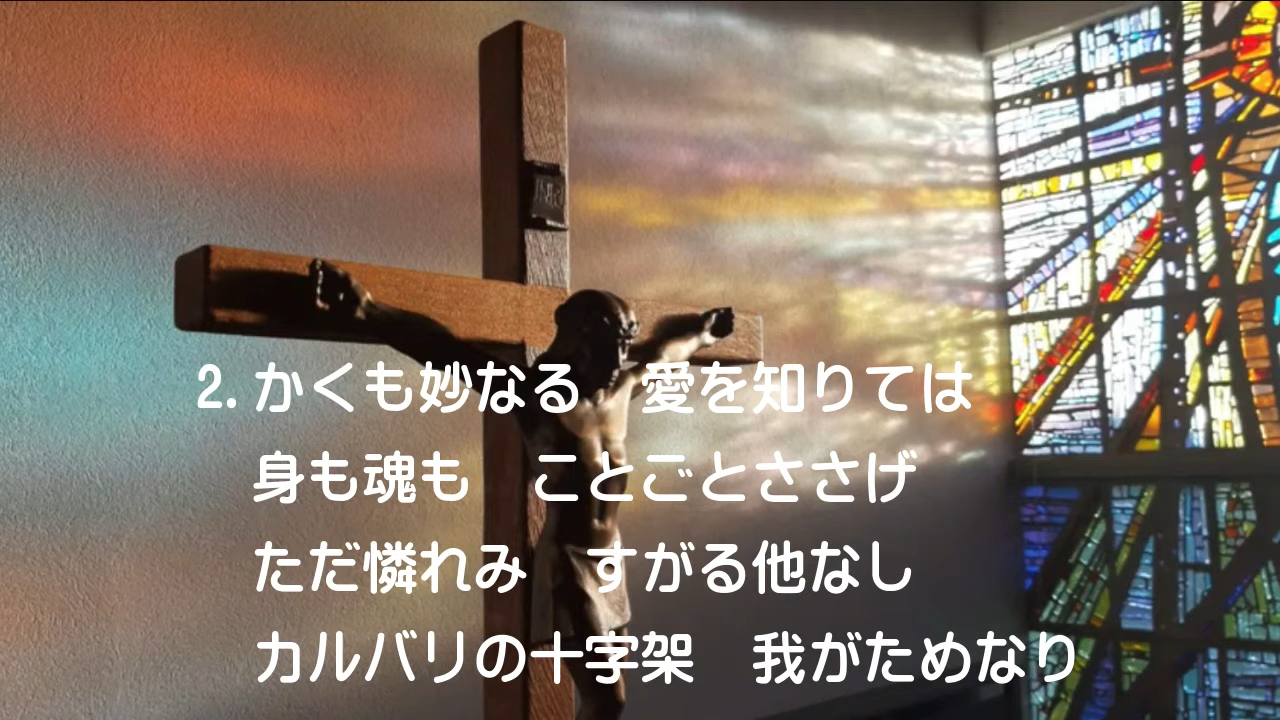 2. かくも妙なる　愛を知りては
身も魂も　ことごとささげ
ただ憐れみ　すがる他なし
カルバリの十字架　我がためなり